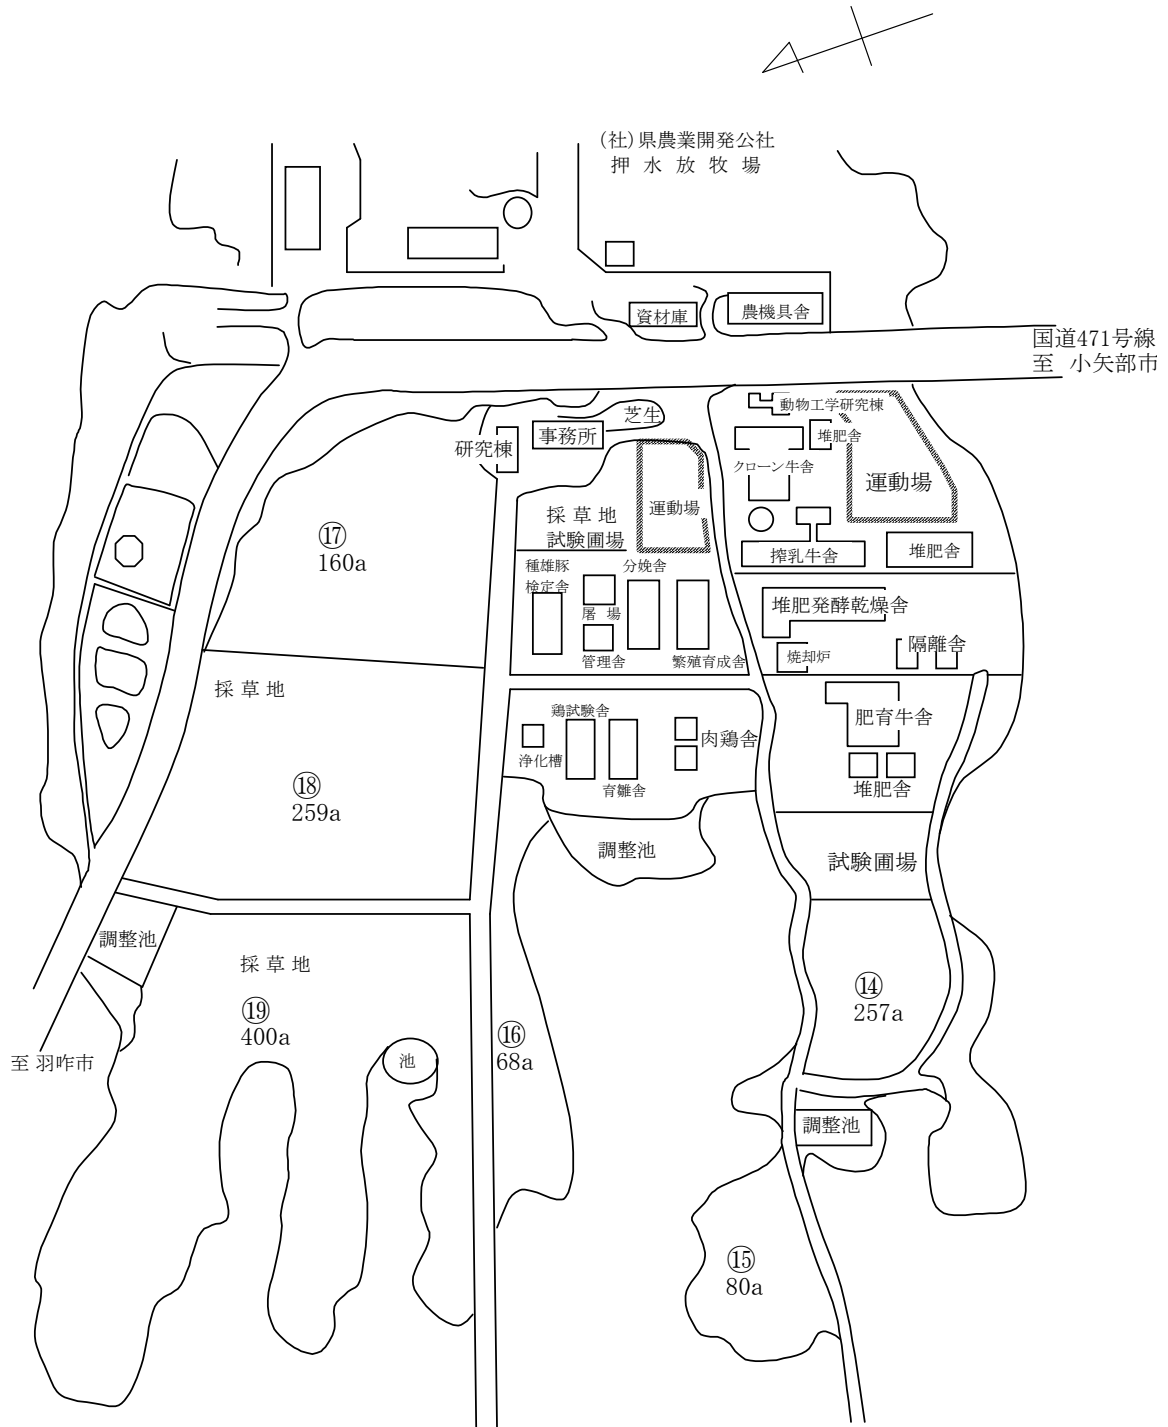 (社)県農業開発公社
押水放牧場
資材庫
農機具舎
国道471号線
至 小矢部市
動物工学研究棟
芝生
事務所
研究棟
堆肥舎
クローン牛舎
運動場
運動場
採草地
試験圃場
⑰
160a
搾乳牛舎
堆肥舎
種雄豚
検定舎
分娩舎
屠場
管理舎
繁殖育成舎
堆肥発酵乾燥舎
焼却炉
隔離舎
採草地
鶏試験舎
浄化槽
育雛舎
肉鶏舎
肥育牛舎
堆肥舎
⑱
259a
調整池
試験圃場
調整池
採草地
⑲
400a
⑭
257a
⑯
68a
池
至 羽咋市
調整池
⑮
80a